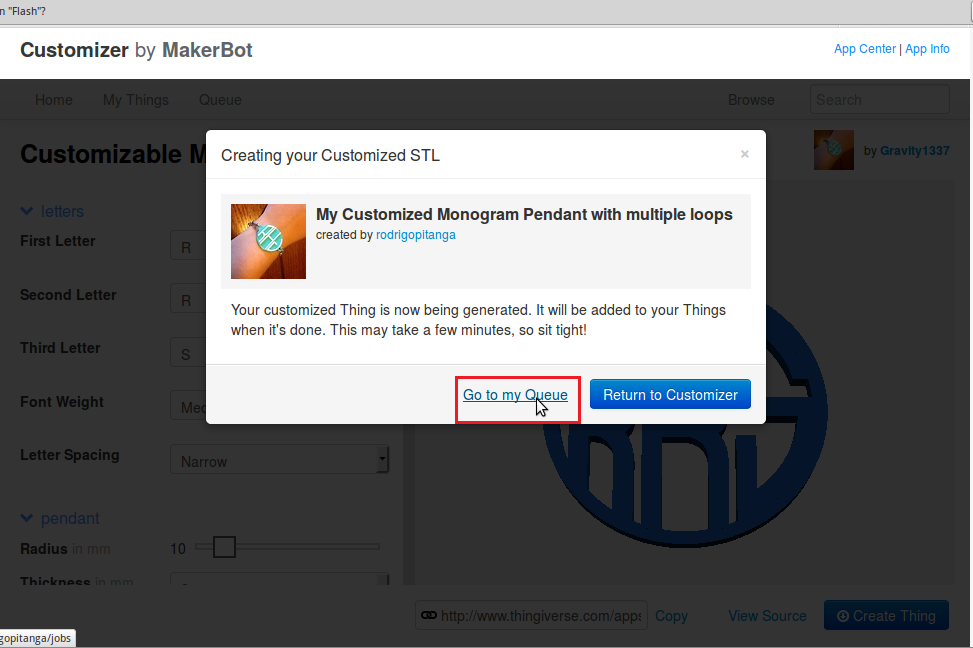 n "Flash"?
Customizer by MakerBot
App Center | App Info
Home My Things Queue Browse Search
Customizable M
by Gravity1337
Creating your Customized STL ×
My Customized Monogram Pendant with multiple loops
created by rodrigopitanga
Your customized Thing is now being generated. It will be added to your Things
when it's done. This may take a few minutes, so sit tight!
Go to my Queue Return to Customizer
letters
First Letter R
Second Letter R
Third Letter S
Font Weight Med
Letter Spacing Narrow
pendant
Radius in mm 10
Thickness in mm
http://www.thingiverse.com/apps Copy View Source Create Thing
gopitanga/jobs